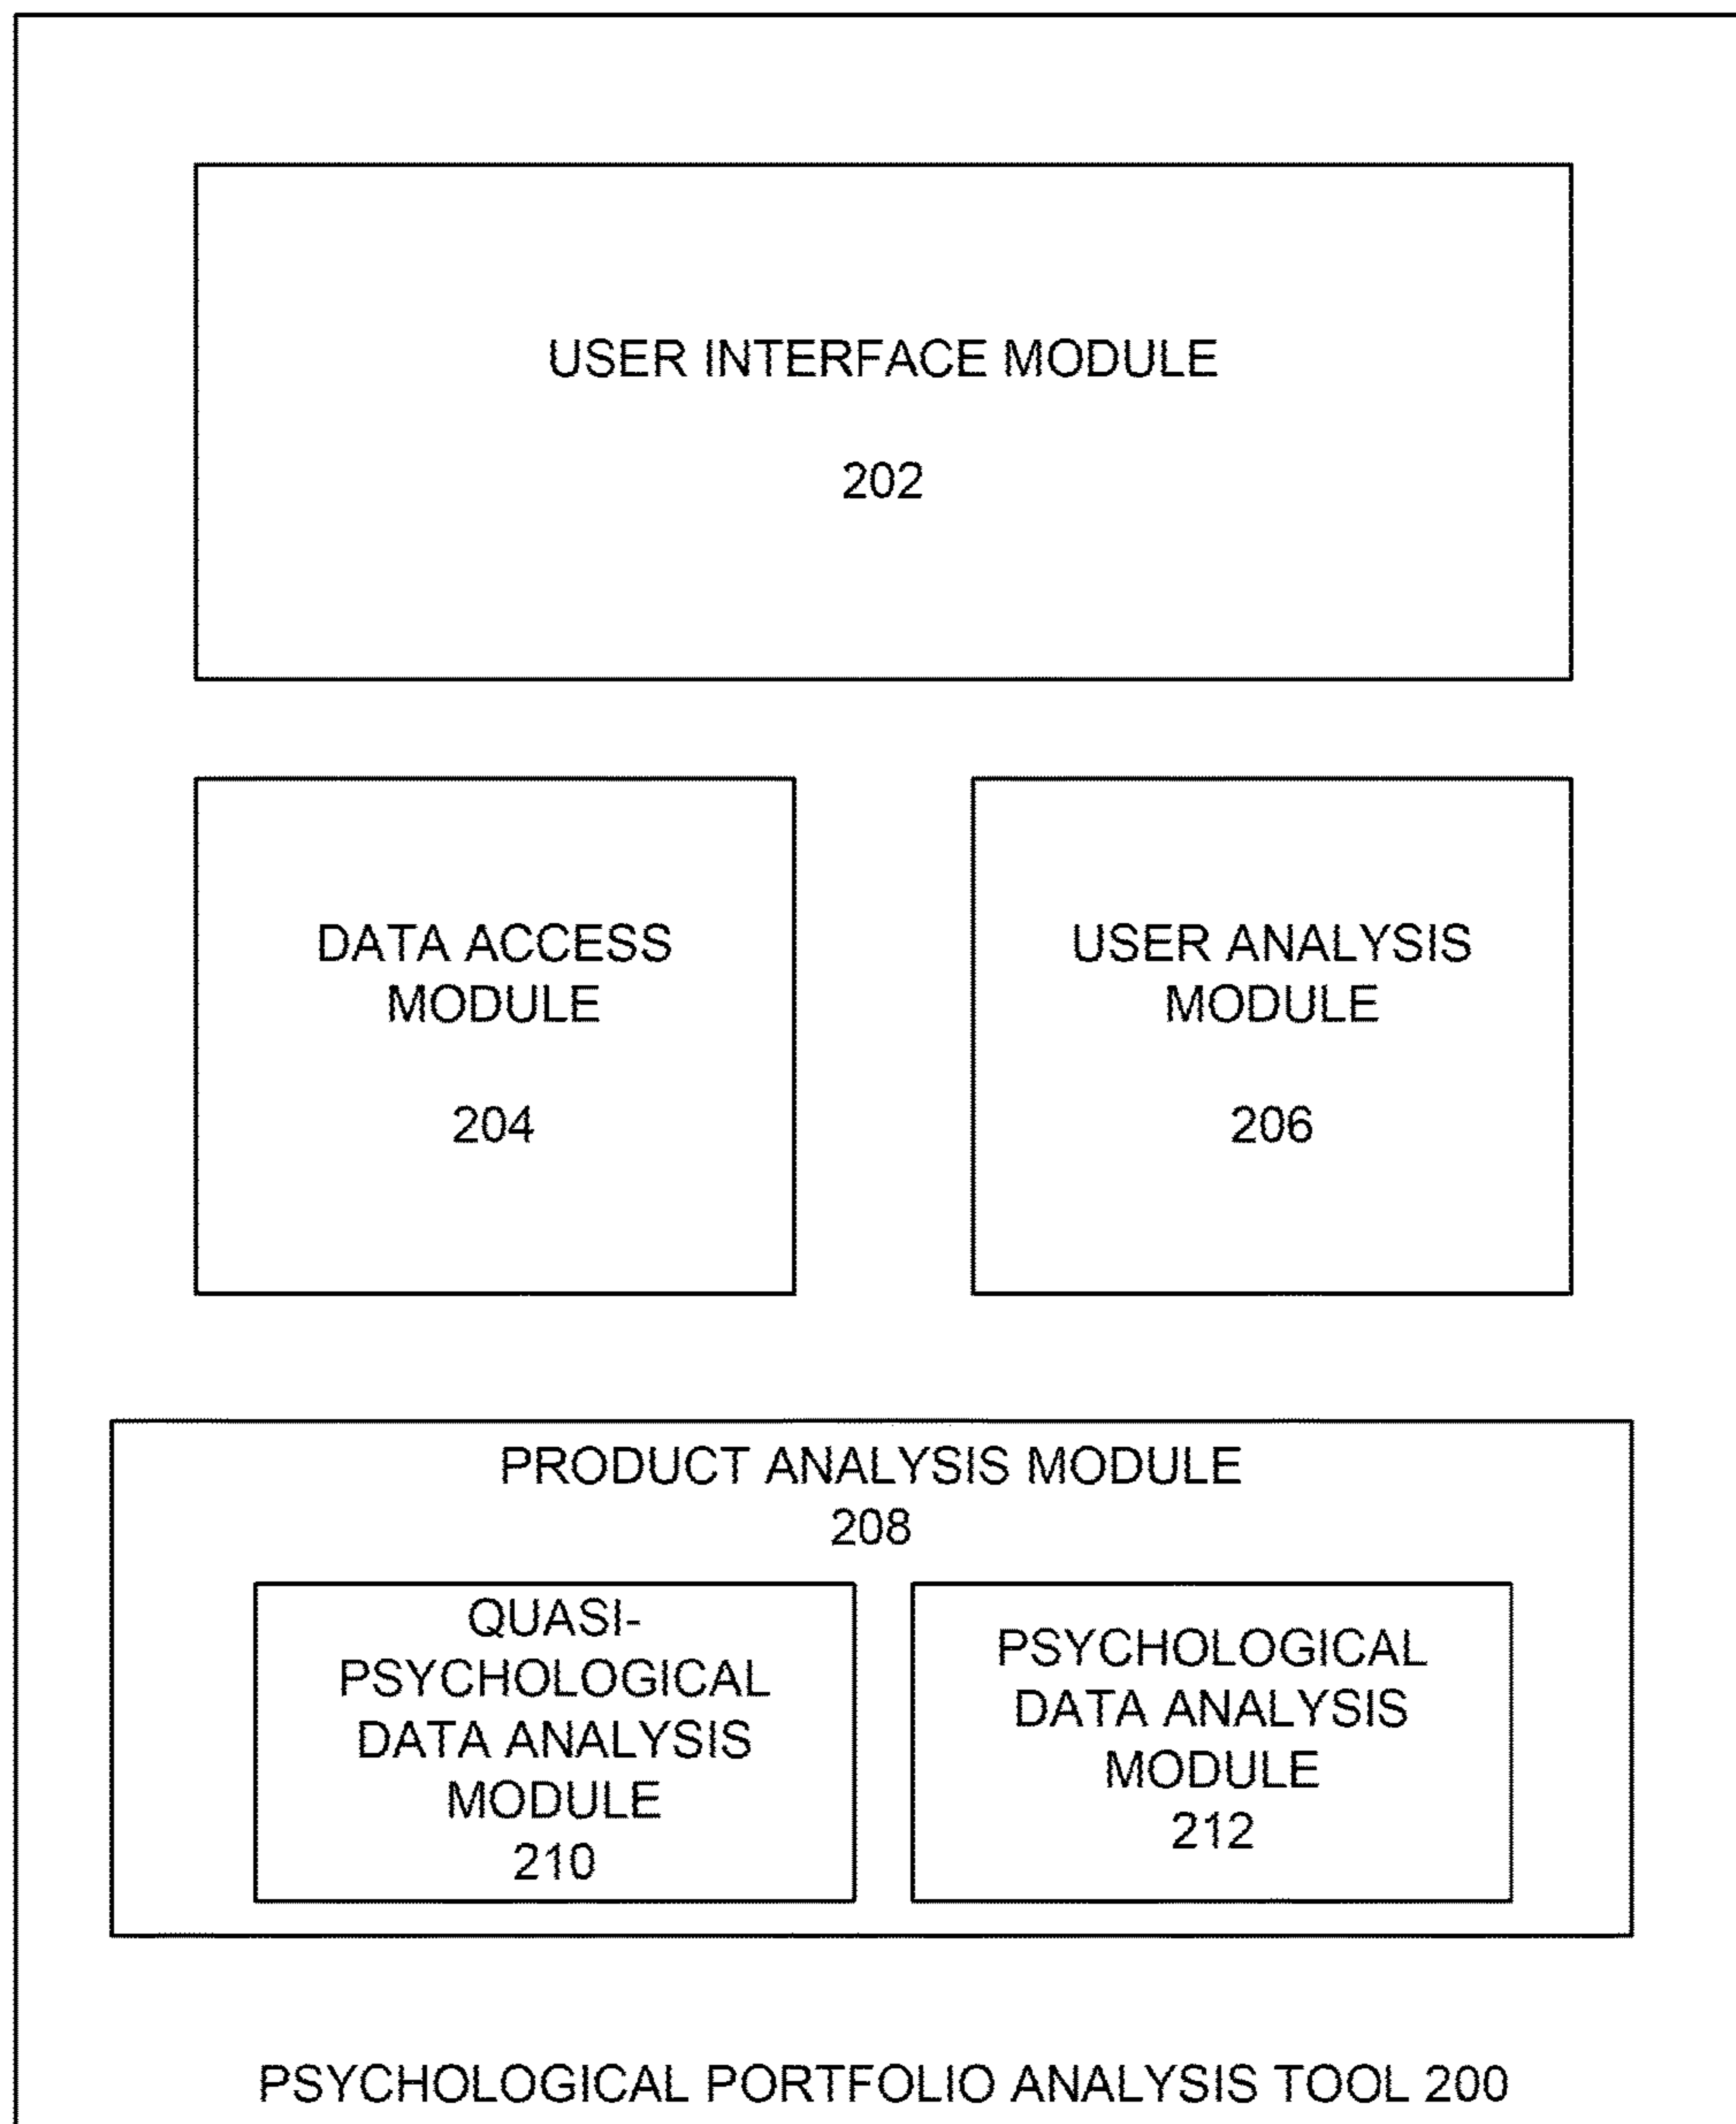 USER INTERFACE MODULE
202
DATA ACCESS
MODULE
204
USER ANALYSIS
MODULE
206
PRODUCT ANALYSIS MODULE
208
QUASI-
PSYCHOLOGICAL
DATA ANALYSIS
MODULE
210
PSYCHOLOGICAL
DATA ANALYSIS
MODULE
212
PSYCHOLOGICAL PORTFOLIO ANALYSIS TOOL 200